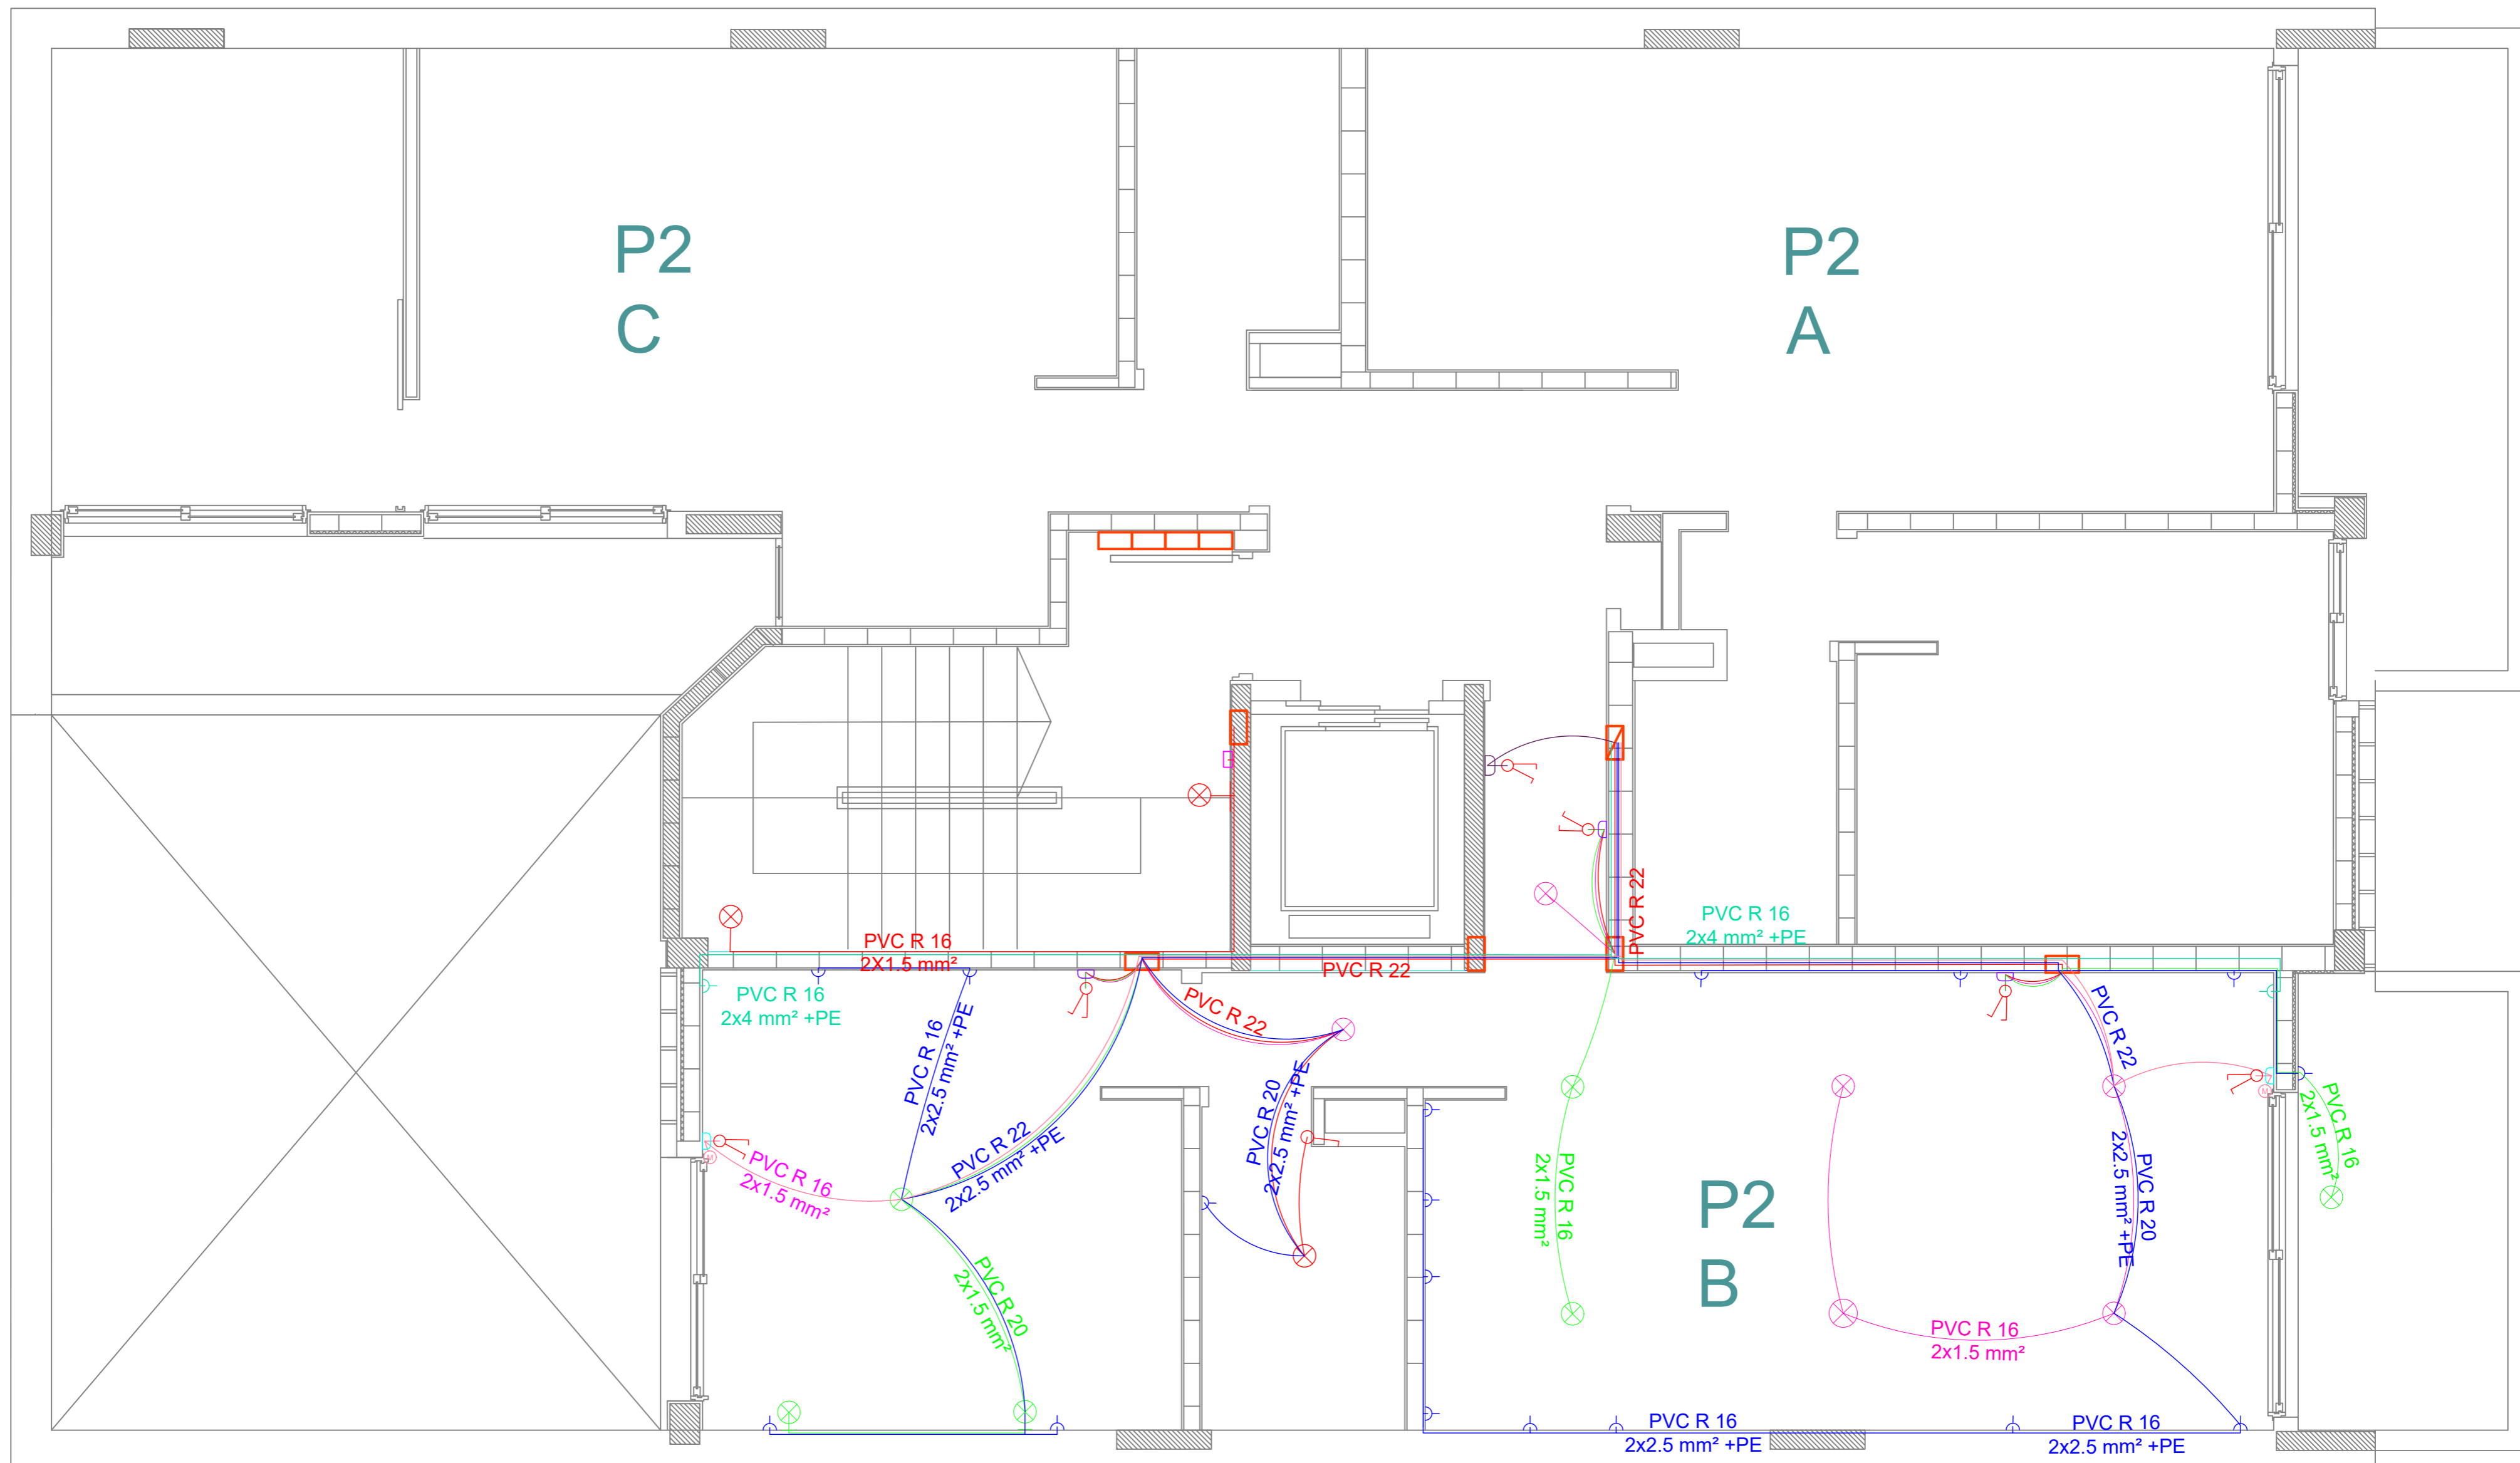 P2
C
P2
A
PVC R 16
2X1.5 mm²
PVC R 16
2x4 mm² +PE
PVC R 22
PVC R 22
PVC R 16
2x4 mm² +PE
PVC R 16
2x2.5 mm² +PE
PVC R 22
PVC R 22
2x2.5 mm² +PE
PVC R 20
2x2.5 mm² +PE
PVC R 16
2x1.5 mm²
M
PVC R 20
2x1.5 mm²
PVC R 16
2x1.5 mm²
P2
B
PVC R 22
PVC R 20
2x2.5 mm² +PE
M
PVC R 16
2x1.5 mm²
PVC R 16
2x1.5 mm²
PVC R 16
2x2.5 mm² +PE
PVC R 16
2x2.5 mm² +PE